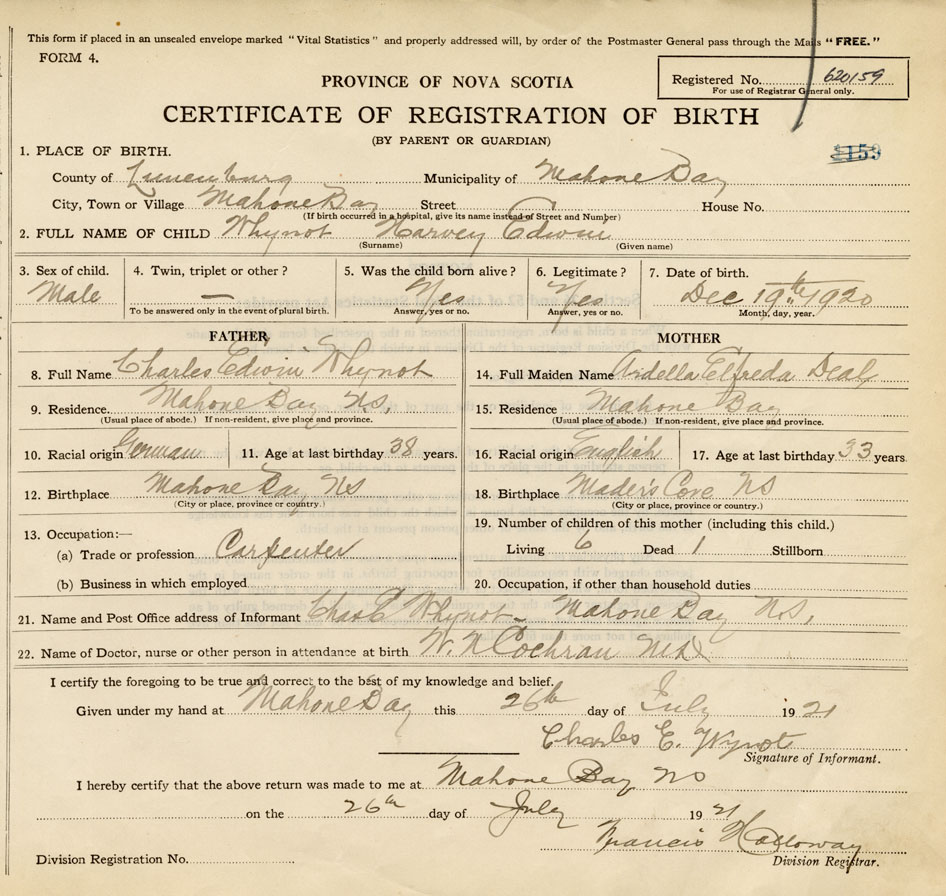 This form if placed in an unsealed envelope marked "Vital Statistics" and properly addressed will, by order of the Postmaster General pass through the Mails "FREE."
FORM 4.
Registered No. 620159
For use of Registrar General only.
PROVINCE OF NOVA SCOTIA
CERTIFICATE OF REGISTRATION OF BIRTH
(BY PARENT OR GUARDIAN)
1. PLACE OF BIRTH.
153
County of Lunenburg Municipality of Mahone Bay
City, Town or Village Mahone Bay Street House No.
(If birth occurred in a hospital, give its name instead of Street and Number)
2. FULL NAME OF CHILD Whynot Harvey Edwin
(Surname) (Given name)
3. Sex of child. 4. Twin, triplet or other? 5. Was the child born alive? 6. Legitimate? 7. Date of birth.
Male — Yes Yes Dec 19th 1920
To be answered only in the event of plural birth. Answer, yes or no. Answer, yes or no. Month, day, year.
FATHER MOTHER
8. Full Name Charles Edwin Whynot 14. Full Maiden Name Ardella Elfreda Deal
9. Residence. Mahone Bay N.S. 15. Residence Mahone Bay
(Usual place of abode.) If non-resident, give place and province. (Usual place of abode.) If non-resident, give place and province.
10. Racial origin German 11. Age at last birthday 38 years. 16. Racial origin English 17. Age at last birthday 33 years.
12. Birthplace Mahone Bay NS 18. Birthplace Mader's Cove NS
(City or place, province or country.) (City or place, province or country.)
13. Occupation:— 19. Number of children of this mother (including this child.)
(a) Trade or profession Carpenter Living 6 Dead 1 Stillborn
(b) Business in which employed 20. Occupation, if other than household duties
21. Name and Post Office address of Informant Chas E Whynot - Mahone Bay N.S.,
22. Name of Doctor, nurse or other person in attendance at birth W. N Cochran M.D.
I certify the foregoing to be true and correct to the best of my knowledge and belief.
Given under my hand at Mahone Bay this 26th day of July 1921
Charles E. Wynot
Signature of Informant.
I hereby certify that the above return was made to me at Mahone Bay NS
on the 26th day of July 1921
Francis Holloway
Division Registration No. Division Registrar.